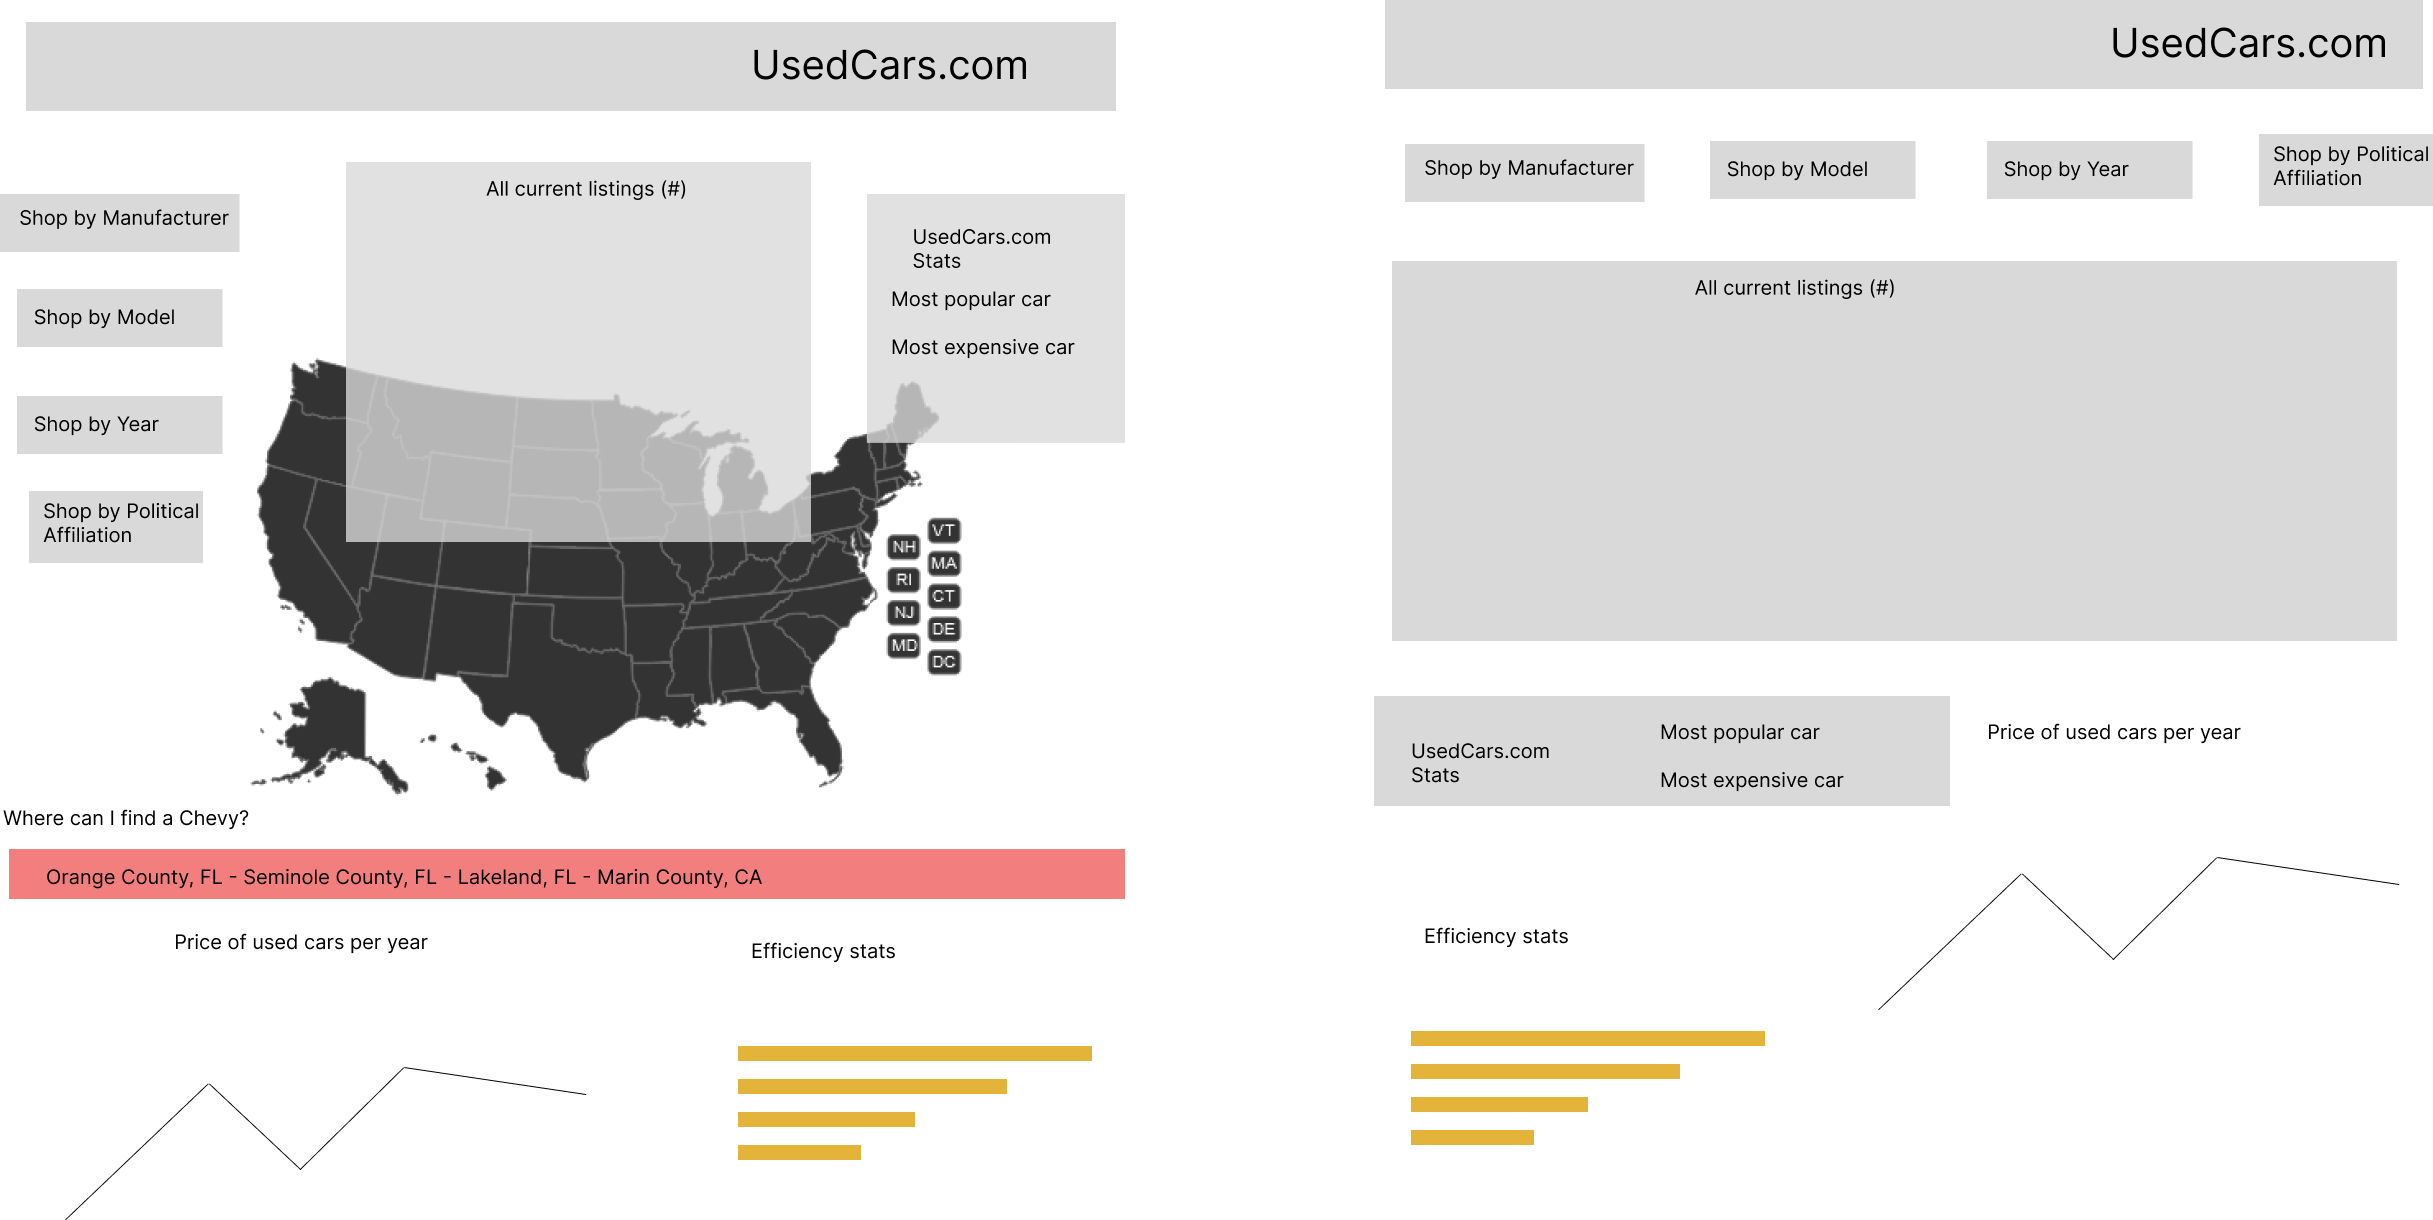 UsedCars.com
All current listings (#)
Shop by Manufacturer
Shop by Model
Shop by Year
Shop by Political
Affiliation
UsedCars.com
Stats
Most popular car
Most expensive car
VT
NH
MA
RI
CT
NJ
DE
MD
DC
Where can I find a Chevy?
Orange County, FL - Seminole County, FL - Lakeland, FL - Marin County, CA
Price of used cars per year
Efficiency stats
UsedCars.com
Shop by Manufacturer
Shop by Model
Shop by Year
Shop by Political
Affiliation
All current listings (#)
UsedCars.com
Stats
Most popular car
Most expensive car
Price of used cars per year
Efficiency stats